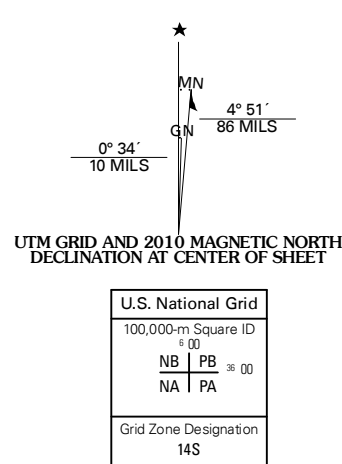 ★
MN
4° 51´
86 MILS
GN
0° 34´
10 MILS
UTM GRID AND 2010 MAGNETIC NORTH
DECLINATION AT CENTER OF SHEET
U.S. National Grid
100,000-m Square ID
6 00
NB PB 36 00
NA PA
Grid Zone Designation
14S